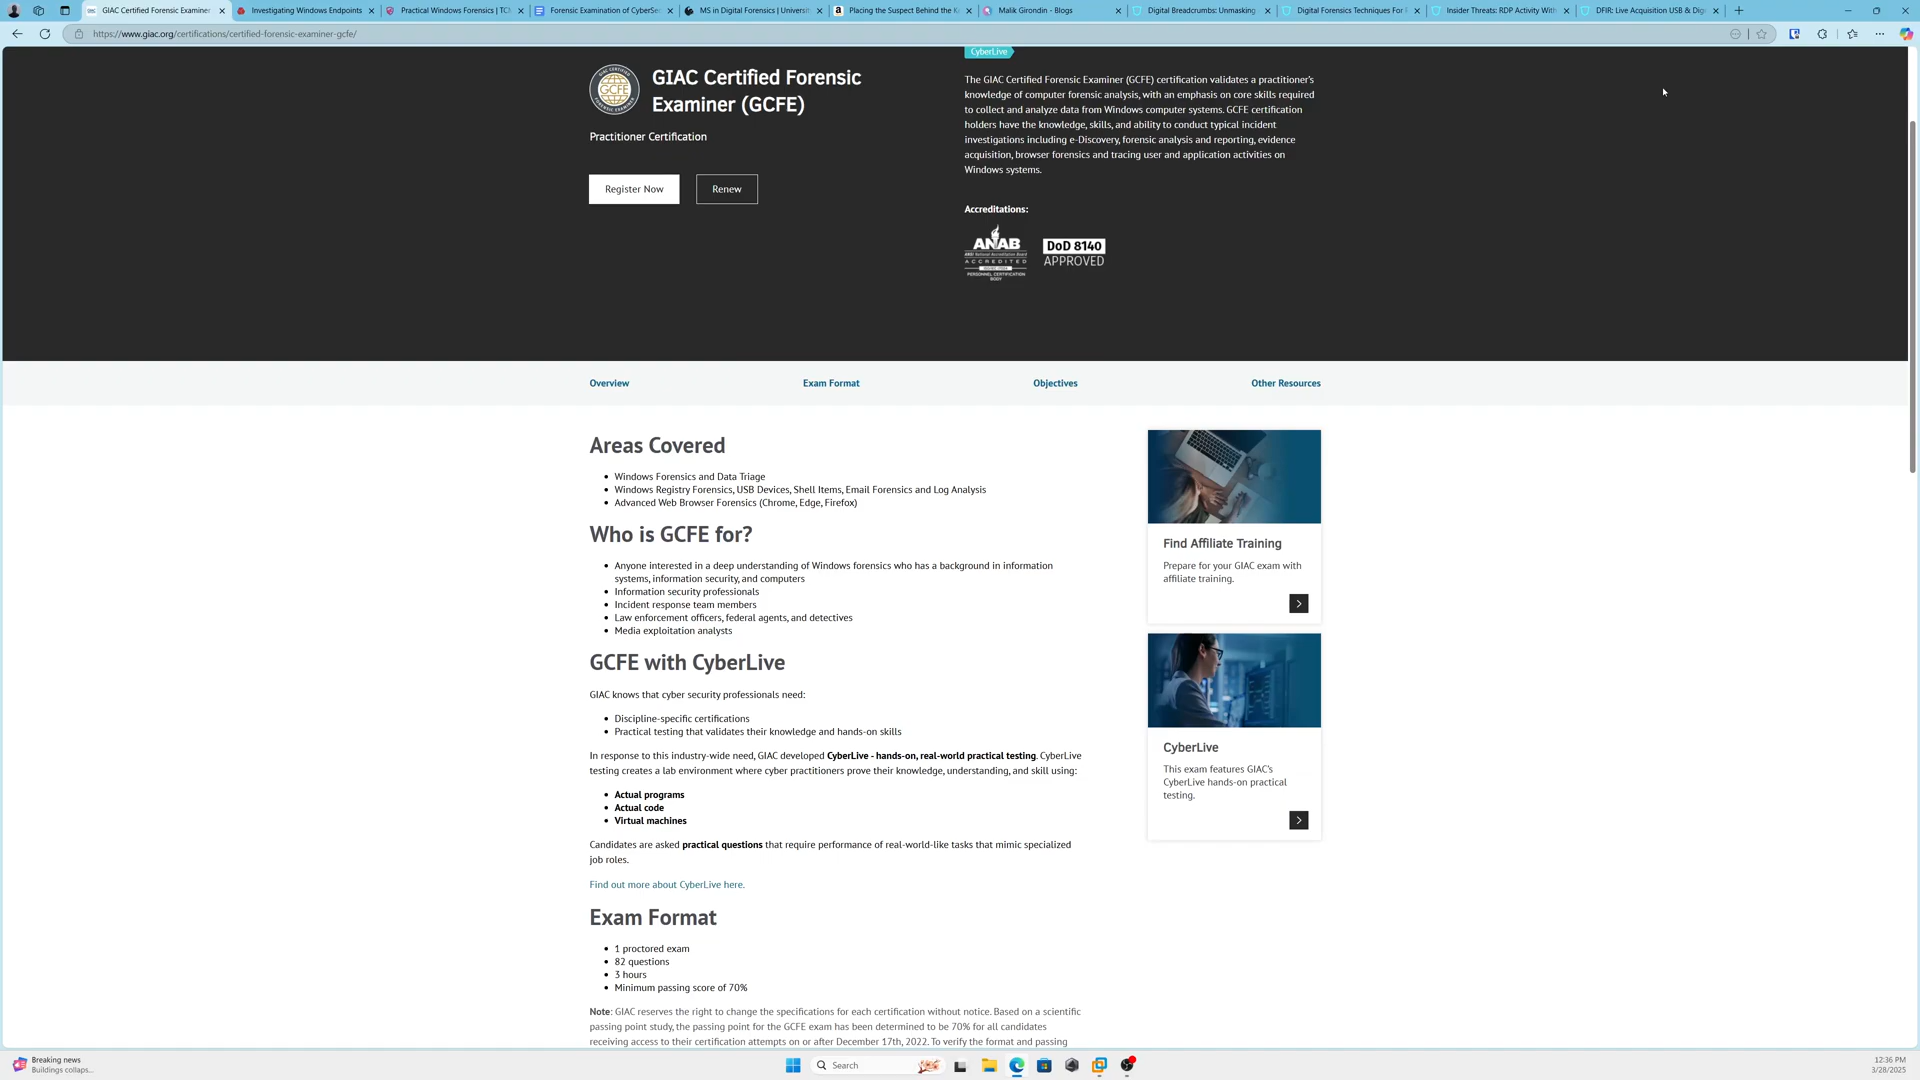 GIAC Certified Forensic Examiner
Investigating Windows Endpoints
Practical Windows Forensics | TCM
Forensic Examination of CyberSec
MS in Digital Forensics | Universit
Placing the Suspect Behind the Ke
Malik Girondin - Blogs
Digital Breadcrumbs: Unmasking
Digital Forensics Techniques For
Insider Threats: RDP Activity With
DFIR: Live Acquisition USB & Dig
https://www.giac.org/certifications/certified-forensic-examiner-gcfe/
CyberLive
GCFE
GIAC Certified Forensic
Examiner (GCFE)
Practitioner Certification
Register Now
Renew
The GIAC Certified Forensic Examiner (GCFE) certification validates a practitioner's
knowledge of computer forensic analysis, with an emphasis on core skills required
to collect and analyze data from Windows computer systems. GCFE certification
holders have the knowledge, skills, and ability to conduct typical incident
investigations including e-Discovery, forensic analysis and reporting, evidence
acquisition, browser forensics and tracing user and application activities on
Windows systems.
Accreditations:
ANAB
ANSI National Accreditation Board
ACCREDITED
PERSONNEL CERTIFICATION
BODY
DoD 8140
APPROVED
Overview
Exam Format
Objectives
Other Resources
Areas Covered
• Windows Forensics and Data Triage
• Windows Registry Forensics, USB Devices, Shell Items, Email Forensics and Log Analysis
• Advanced Web Browser Forensics (Chrome, Edge, Firefox)
Who is GCFE for?
• Anyone interested in a deep understanding of Windows forensics who has a background in information
systems, information security, and computers
• Information security professionals
• Incident response team members
• Law enforcement officers, federal agents, and detectives
• Media exploitation analysts
GCFE with CyberLive
GIAC knows that cyber security professionals need:
• Discipline-specific certifications
• Practical testing that validates their knowledge and hands-on skills
In response to this industry-wide need, GIAC developed CyberLive - hands-on, real-world practical testing. CyberLive
testing creates a lab environment where cyber practitioners prove their knowledge, understanding, and skill using:
• Actual programs
• Actual code
• Virtual machines
Candidates are asked practical questions that require performance of real-world-like tasks that mimic specialized
job roles.
Find out more about CyberLive here.
Exam Format
• 1 proctored exam
• 82 questions
• 3 hours
• Minimum passing score of 70%
Note: GIAC reserves the right to change the specifications for each certification without notice. Based on a scientific
passing point study, the passing point for the GCFE exam has been determined to be 70% for all candidates
receiving access to their certification attempts on or after December 17th, 2022. To verify the format and passing
Find Affiliate Training
Prepare for your GIAC exam with
affiliate training.
CyberLive
This exam features GIAC's
CyberLive hands-on practical
testing.
Breaking news
Buildings collaps...
Search
12:36 PM
3/28/2025